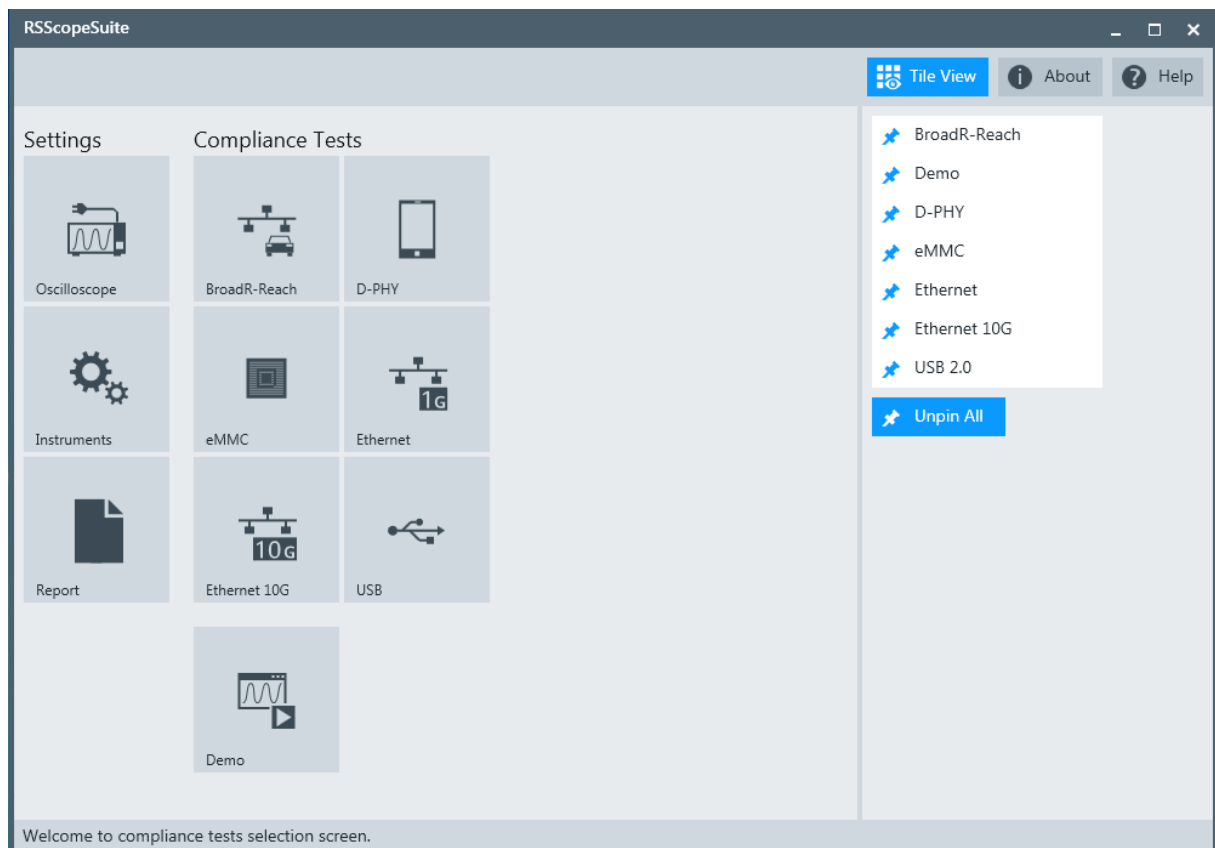 RSScopeSuite
Tile View
About
Help
Settings
Compliance Tests
Oscilloscope
BroadR-Reach
D-PHY
Instruments
eMMC
1G
Ethernet
Report
10G
Ethernet 10G
USB
Demo
BroadR-Reach
Demo
D-PHY
eMMC
Ethernet
Ethernet 10G
USB 2.0
Unpin All
Welcome to compliance tests selection screen.